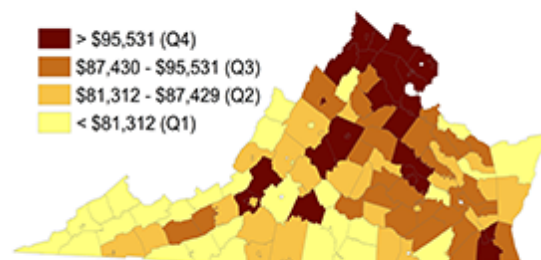 > $95,531 (Q4)
$87,430 - $95,531 (Q3)
$81,312 - $87,429 (Q2)
< $81,312 (Q1)